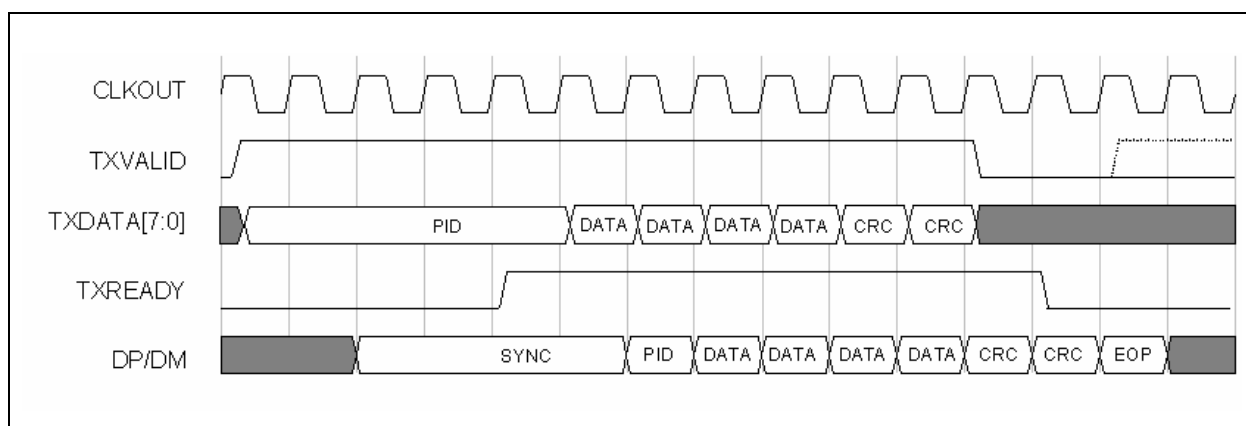 CLKOUT
TXVALID
TXDATA[7:0] PID DATA DATA DATA DATA CRC CRC
TXREADY
DP/DM SYNC PID DATA DATA DATA DATA CRC CRC EOP